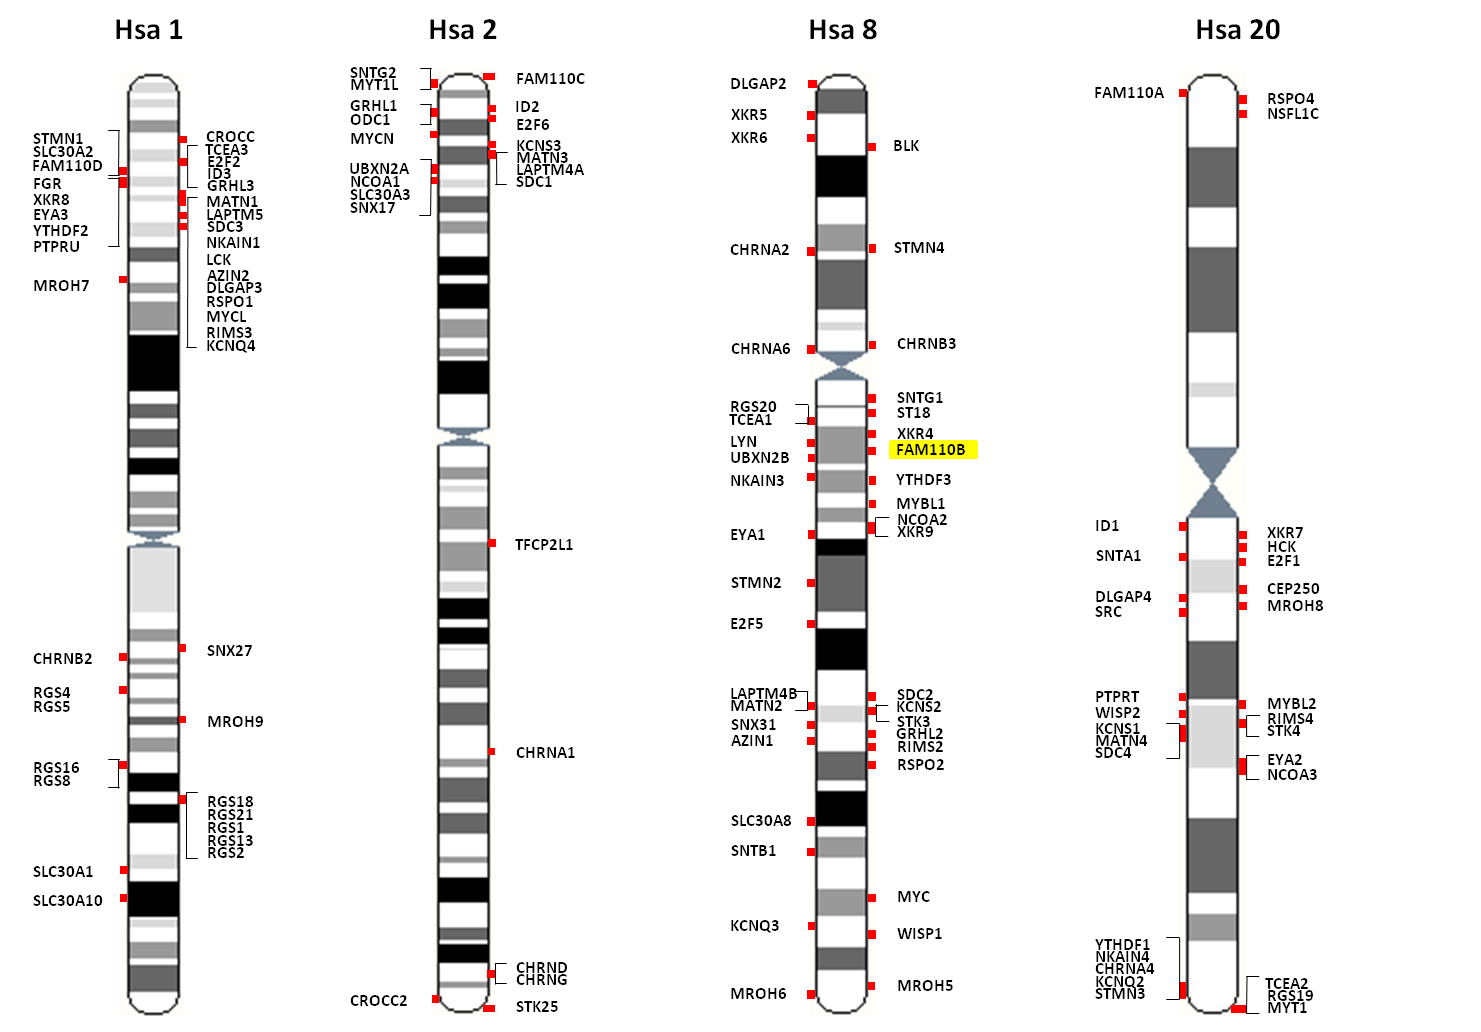 Hsa 1
STMN1
SLC30A2
FAM110D
FGR
XKR8
EYA3
YTHDF2
PTPRU
MROH7
CHRNB2
RGS4
RGS5
RGS16
RGS8
SLC30A1
SLC30A10
CROCC
TCEA3
E2F2
ID3
GRHL3
MATN1
LAPTM5
SDC3
NKAIN1
LCK
AZIN2
DLGAP3
RSPO1
MYCL
RIMS3
KCNQ4
SNX27
MROH9
RGS18
RGS21
RGS1
RGS13
RGS2
Hsa 2
SNTG2
MYT1L
GRHL1
ODC1
MYCN
UBXN2A
NCOA1
SLC30A3
SNX17
CROCC2
FAM110C
ID2
E2F6
KCNS3
MATN3
LAPTM4A
SDC1
TFCP2L1
CHRNA1
CHRND
CHRNG
STK25
Hsa 8
DLGAP2
XKR5
XKR6
CHRNA2
CHRNA6
RGS20
TCEA1
LYN
UBXN2B
NKAIN3
EYA1
STMN2
E2F5
LAPTM4B
MATN2
SNX31
AZIN1
SLC30A8
SNTB1
KCNQ3
MROH6
BLK
STMN4
CHRNB3
SNTG1
ST18
XKR4
FAM110B
YTHDF3
MYBL1
NCOA2
XKR9
SDC2
KCNS2
STK3
GRHL2
RIMS2
RSPO2
MYC
WISP1
MROH5
Hsa 20
FAM110A
ID1
SNTA1
DLGAP4
SRC
PTPRT
WISP2
KCNS1
MATN4
SDC4
YTHDF1
NKAIN4
CHRNA4
KCNQ2
STMN3
RSPO4
NSFL1C
XKR7
HCK
E2F1
CEP250
MROH8
MYBL2
RIMS4
STK4
EYA2
NCOA3
TCEA2
RGS19
MYT1